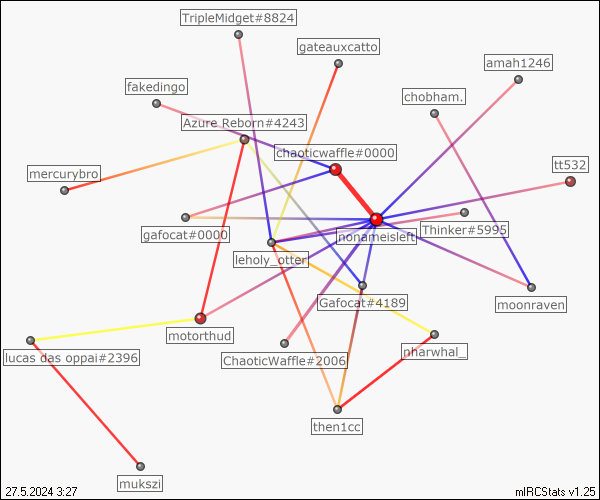 TripleMidget#8824
gateauxcatto
amah1246
fakedingo
chobham.
Azure Reborn#4243
chaoticwaffle#0000
tt532
mercurybro
gafocat#0000
nonameisleft
Thinker#5995
leholy_otter
Gafocat#4189
moonraven
motorthud
lucas das oppai#2396
ChaoticWaffle#2006
nharwhal_
then1cc
mukszi
27.5.2024 3:27
mIRCStats v1.25